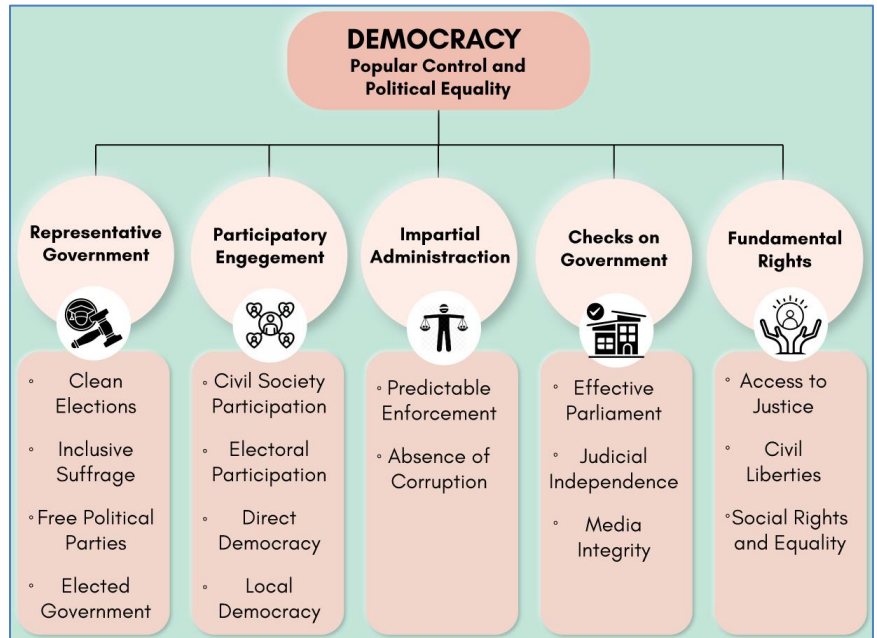 DEMOCRACY
Popular Control and
Political Equality
Representative
Government
Participatory
Engegement
Impartial
Administraction
Checks on
Government
Fundamental
Rights
◦ Clean
Elections
◦ Inclusive
Suffrage
◦ Free Political
Parties
◦ Elected
Government
◦ Civil Society
Participation
◦ Electoral
Participation
◦ Direct
Democracy
◦ Local
Democracy
◦ Predictable
Enforcement
◦ Absence of
Corruption
◦ Effective
Parliament
◦ Judicial
Independence
◦ Media
Integrity
◦ Access to
Justice
◦ Civil
Liberties
◦ Social Rights
and Equality